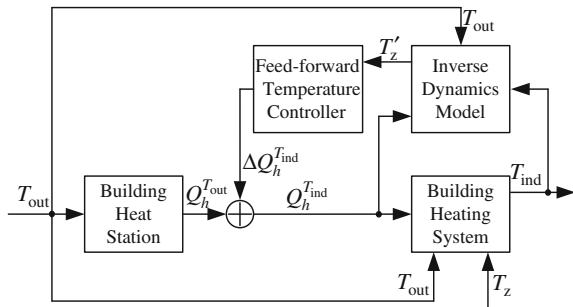 T_out
T_z′
Feed-forward
Temperature
Controller
Inverse
Dynamics
Model
ΔQ_h^{T_ind}
T_out
Building
Heat
Station
Q_h^{T_out}
Q_h^{T_ind}
Building
Heating
System
T_ind
T_out
T_z